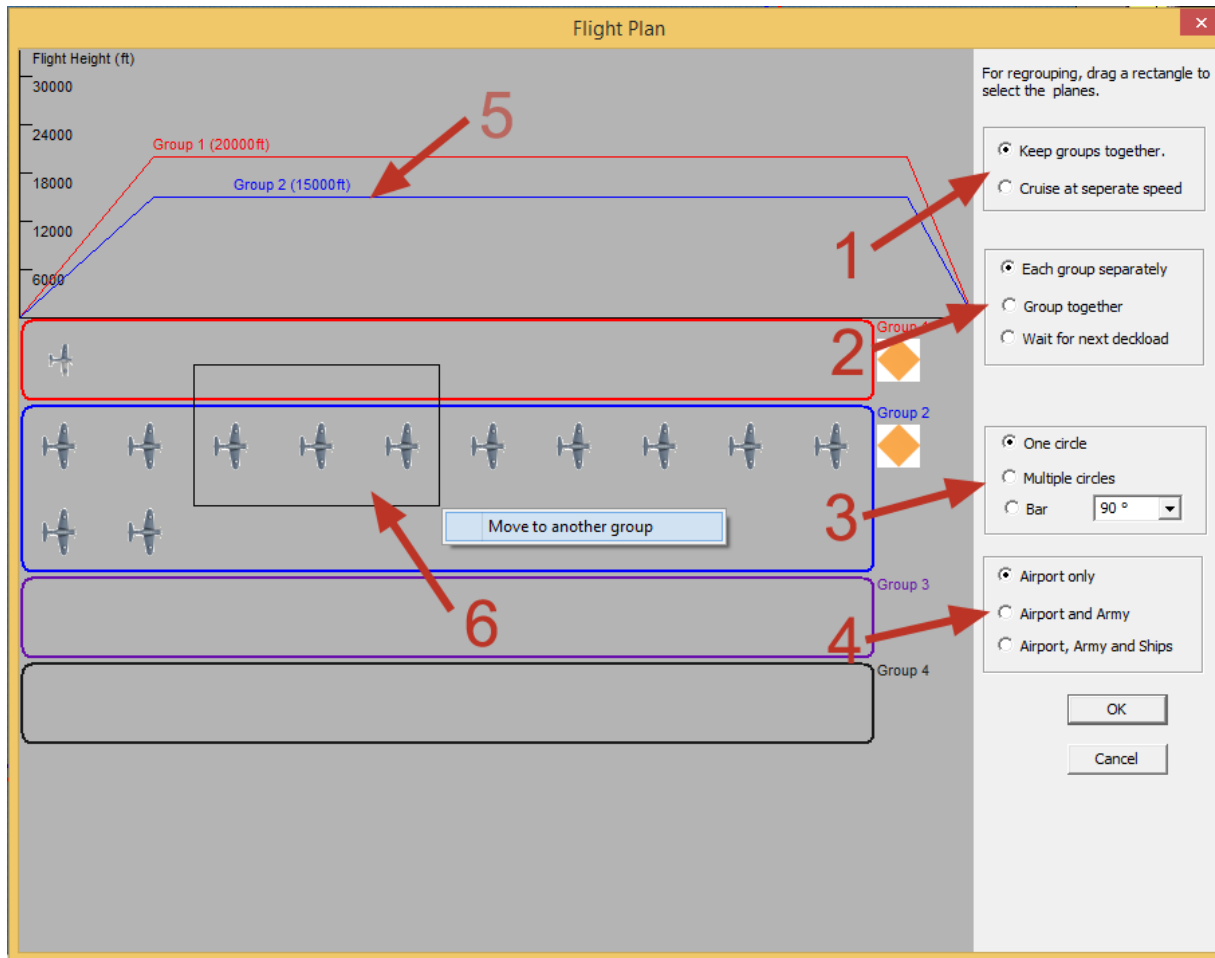 Flight Plan
Flight Height (ft)
30000
24000
18000
12000
6000
Group 1 (20000ft)
Group 2 (15000ft)
5
Group 1
Group 2
Move to another group
6
Group 3
Group 4
For regrouping, drag a rectangle to
select the planes.
Keep groups together.
Cruise at seperate speed
1
Each group separately
Group together
Wait for next deckload
2
One circle
Multiple circles
Bar 90 °
3
Airport only
Airport and Army
Airport, Army and Ships
4
OK
Cancel